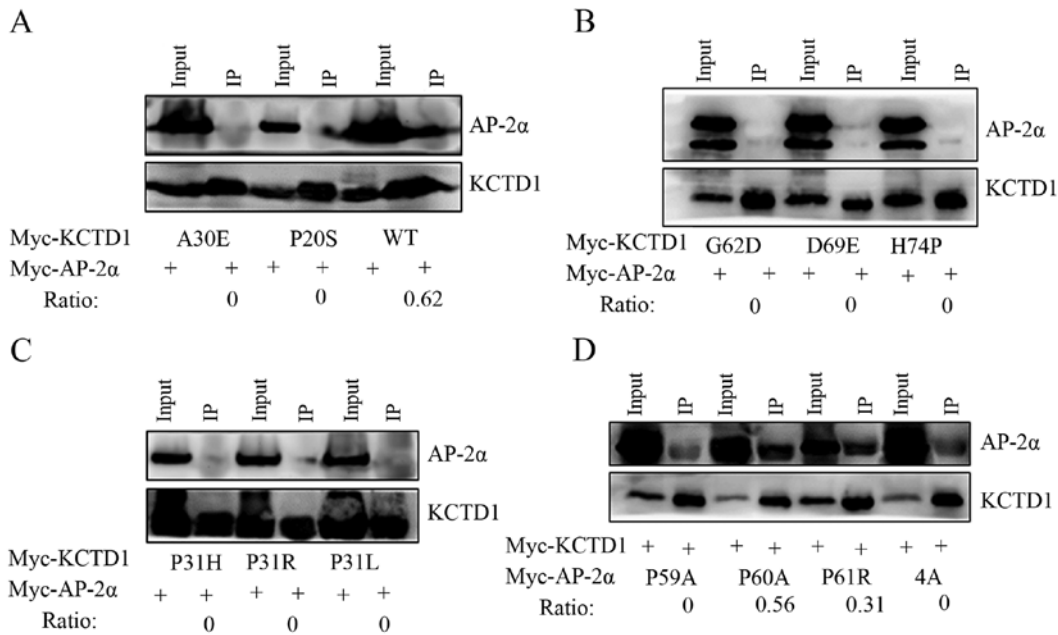 A
Input IP Input IP Input IP
AP-2α
KCTD1
Myc-KCTD1 A30E P20S WT
Myc-AP-2α + + + + + +
Ratio: 0 0 0.62
B
Input IP Input IP Input IP
AP-2α
KCTD1
Myc-KCTD1 G62D D69E H74P
Myc-AP-2α + + + + + +
Ratio: 0 0 0
C
Input IP Input IP Input IP
AP-2α
KCTD1
Myc-KCTD1 P31H P31R P31L
Myc-AP-2α + + + + + +
Ratio: 0 0 0
D
Input IP Input IP Input IP Input IP
AP-2α
KCTD1
Myc-KCTD1 + + + + + + + +
Myc-AP-2α P59A P60A P61R 4A
Ratio: 0 0.56 0.31 0